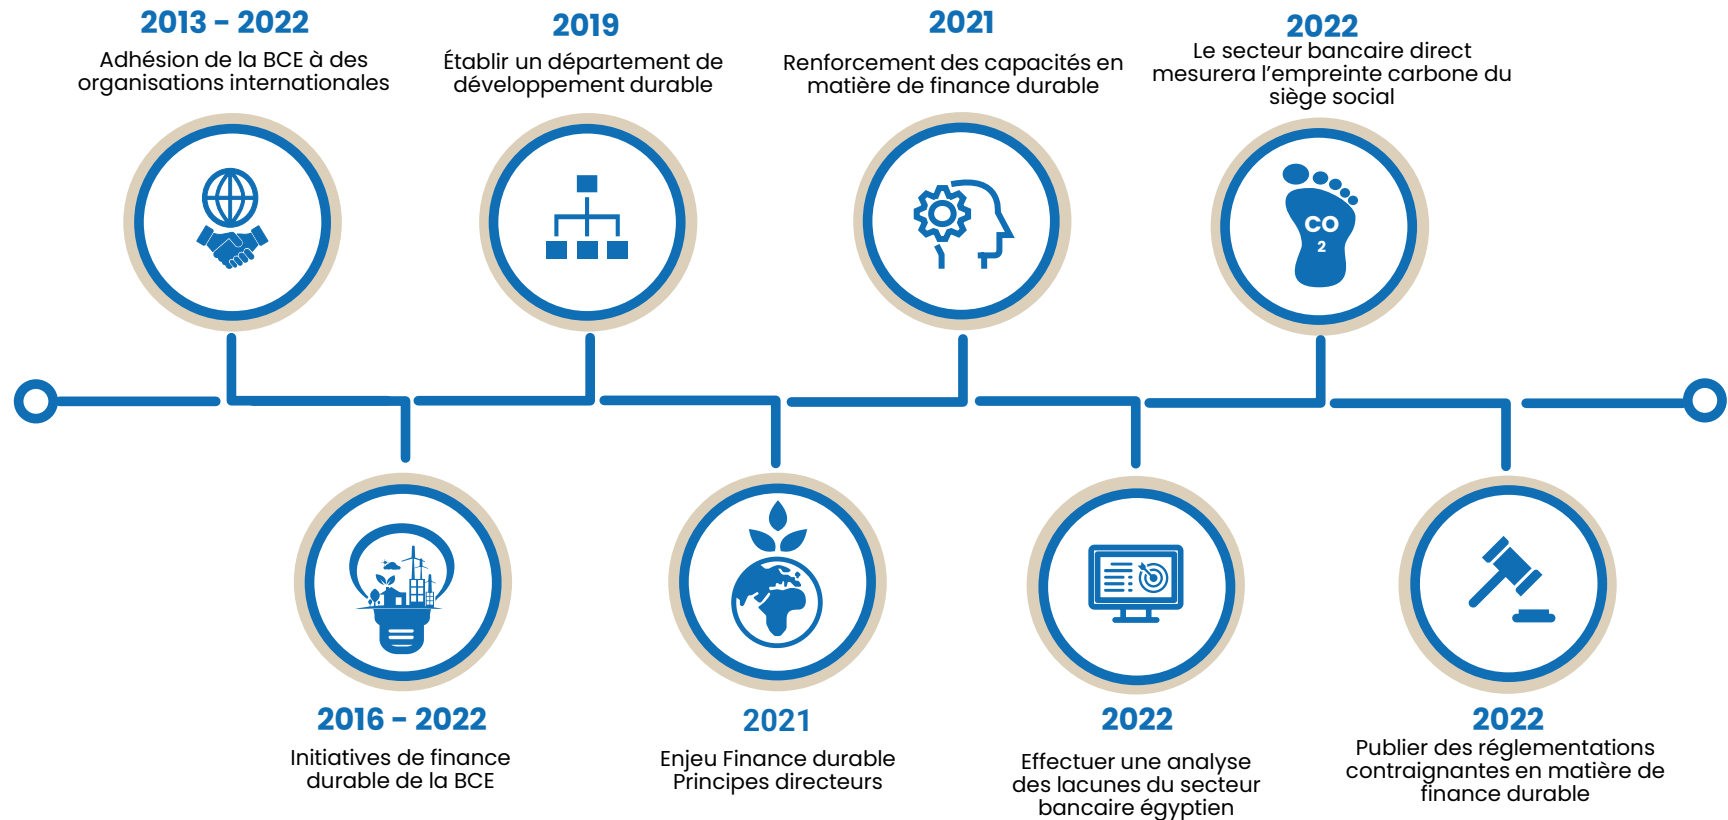 2013 - 2022
Adhésion de la BCE à des
organisations internationales
2016 - 2022
Initiatives de finance
durable de la BCE
2019
Établir un département de
développement durable
2021
Enjeu Finance durable
Principes directeurs
2021
Renforcement des capacités en
matière de finance durable
2022
Effectuer une analyse
des lacunes du secteur
bancaire égyptien
2022
Le secteur bancaire direct
mesurera l’empreinte carbone du
siège social
CO
2
2022
Publier des réglementations
contraignantes en matière de
finance durable